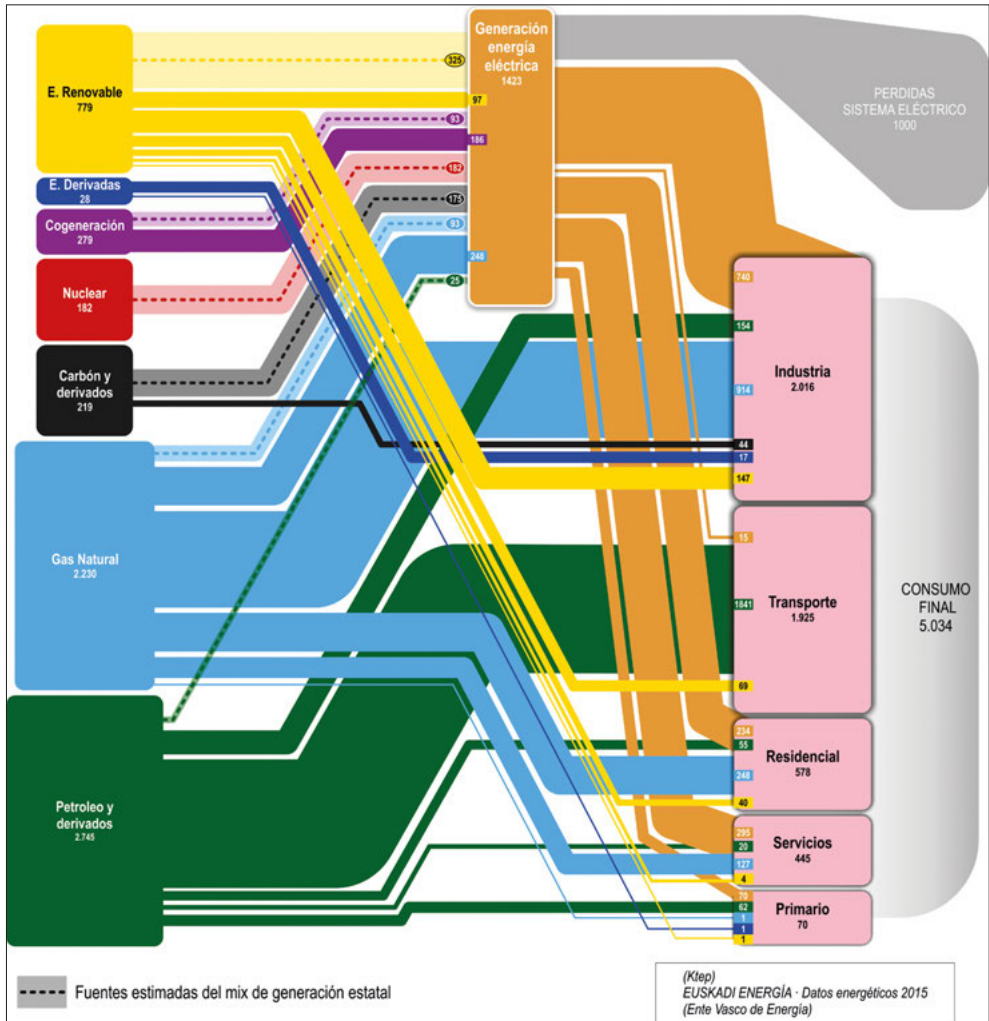 Generación
energía
eléctrica
1423
PERDIDAS
SISTEMA ELÉCTRICO
1000
E. Renovable
779
E. Derivadas
28
Cogeneración
279
Nuclear
182
Carbón y
derivados
219
Gas Natural
2.230
Petroleo y
derivados
2.745
325
97
93
186
182
175
93
248
25
740
154
914
44
17
147
Industria
2.016
15
1841
69
Transporte
1.925
234
55
248
40
Residencial
578
295
20
127
4
Servicios
445
70
62
1
1
1
Primario
70
CONSUMO
FINAL
5.034
Fuentes estimadas del mix de generación estatal
(Ktep)
EUSKADI ENERGÍA · Datos energéticos 2015
(Ente Vasco de Energía)